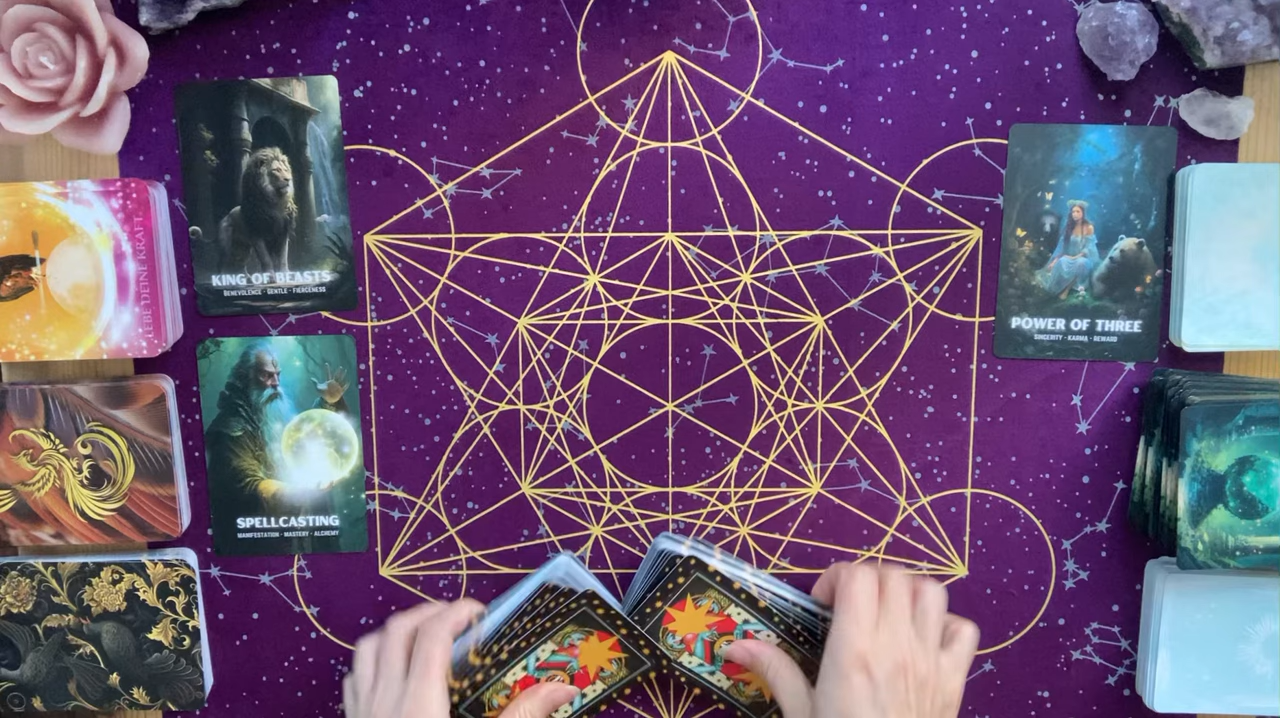 KING OF BEASTS
BENEVOLENCE · GENTLE · FIERCENESS
LEBE DEINE KRAFT
SPELLCASTING
MANIFESTATION · MASTERY · ALCHEMY
POWER OF THREE
SINCERITY · KARMA · REWARD